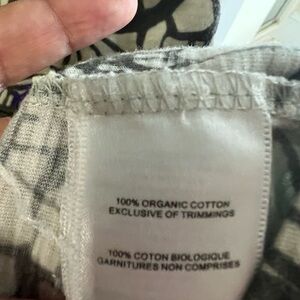 100% ORGANIC COTTON
EXCLUSIVE OF TRIMMINGS
100% COTON BIOLOGIQUE
GARNITURES NON COMPRISES